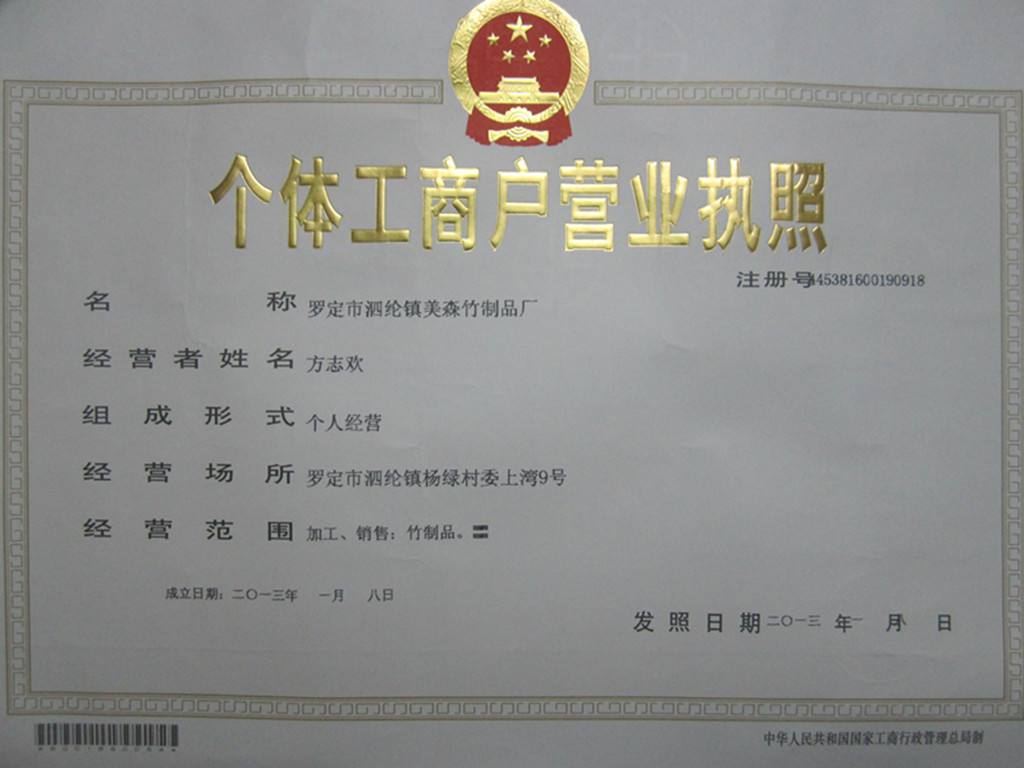 个体工商户营业执照
注册号445381600190918
名称 罗定市泗纶镇美森竹制品厂
经营者姓名 方志欢
组成形式 个人经营
经营场所 罗定市泗纶镇杨绿村委上湾9号
经营范围 加工、销售：竹制品。〓
成立日期：二〇一三年 一月 八日
发照日期 二〇一三 年 一 月 八 日
中华人民共和国国家工商行政管理总局制